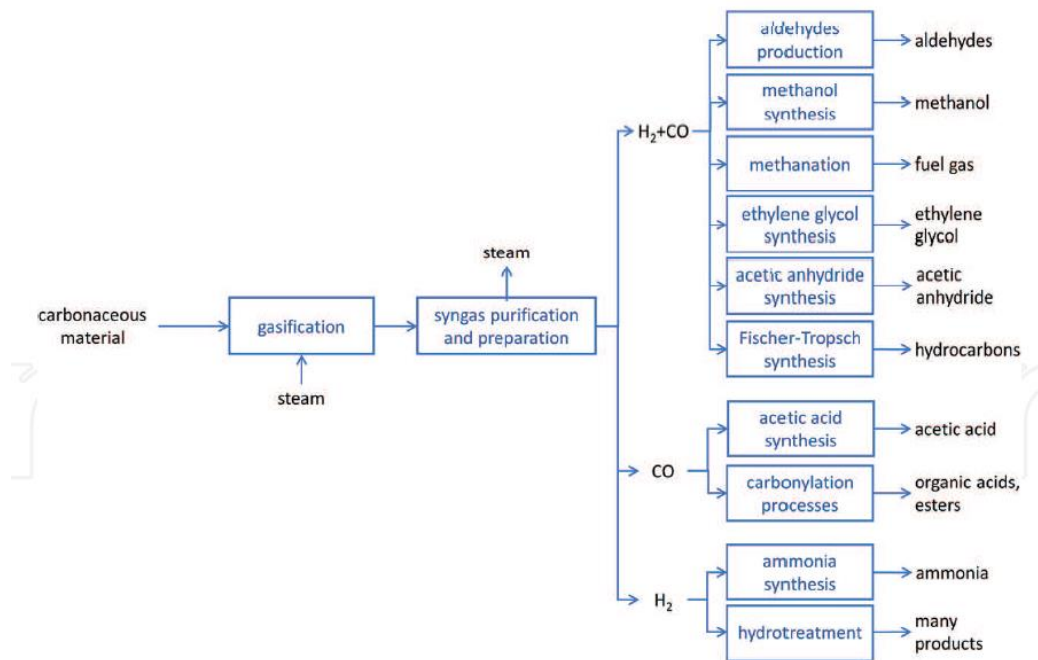 aldehydes
production
aldehydes
methanol
synthesis
methanol
H₂+CO
methanation
fuel gas
ethylene glycol
synthesis
ethylene
glycol
steam
acetic anhydride
synthesis
acetic
anhydride
carbonaceous
material
gasification
syngas purification
and preparation
Fischer-Tropsch
synthesis
hydrocarbons
steam
acetic acid
synthesis
acetic acid
CO
carbonylation
processes
organic acids,
esters
ammonia
synthesis
ammonia
H₂
hydrotreatment
many
products